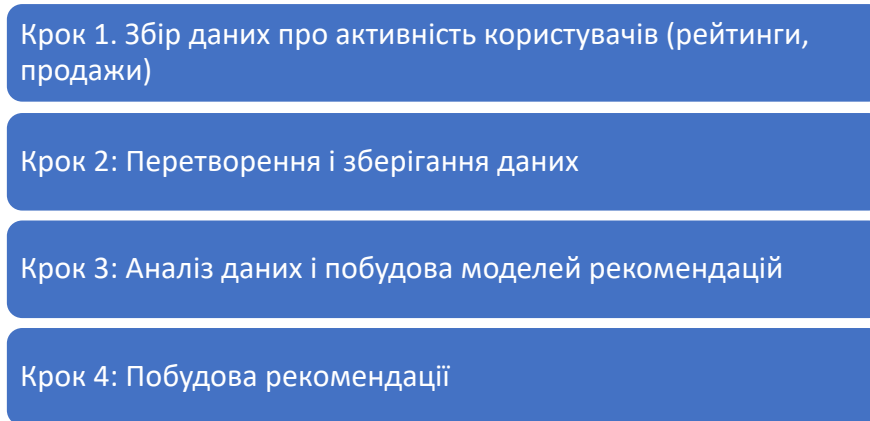 Крок 1. Збір даних про активність користувачів (рейтинги,
продажи)
Крок 2: Перетворення і зберігання даних
Крок 3: Аналіз даних і побудова моделей рекомендацій
Крок 4: Побудова рекомендації